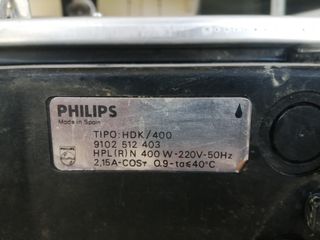 PHILIPS
Made in Spain
TIPO: HDK/400
9102 512 403
HPL(R)N 400 W-220V-50Hz
2,15A-COSφ 0.9-ta≤40°C